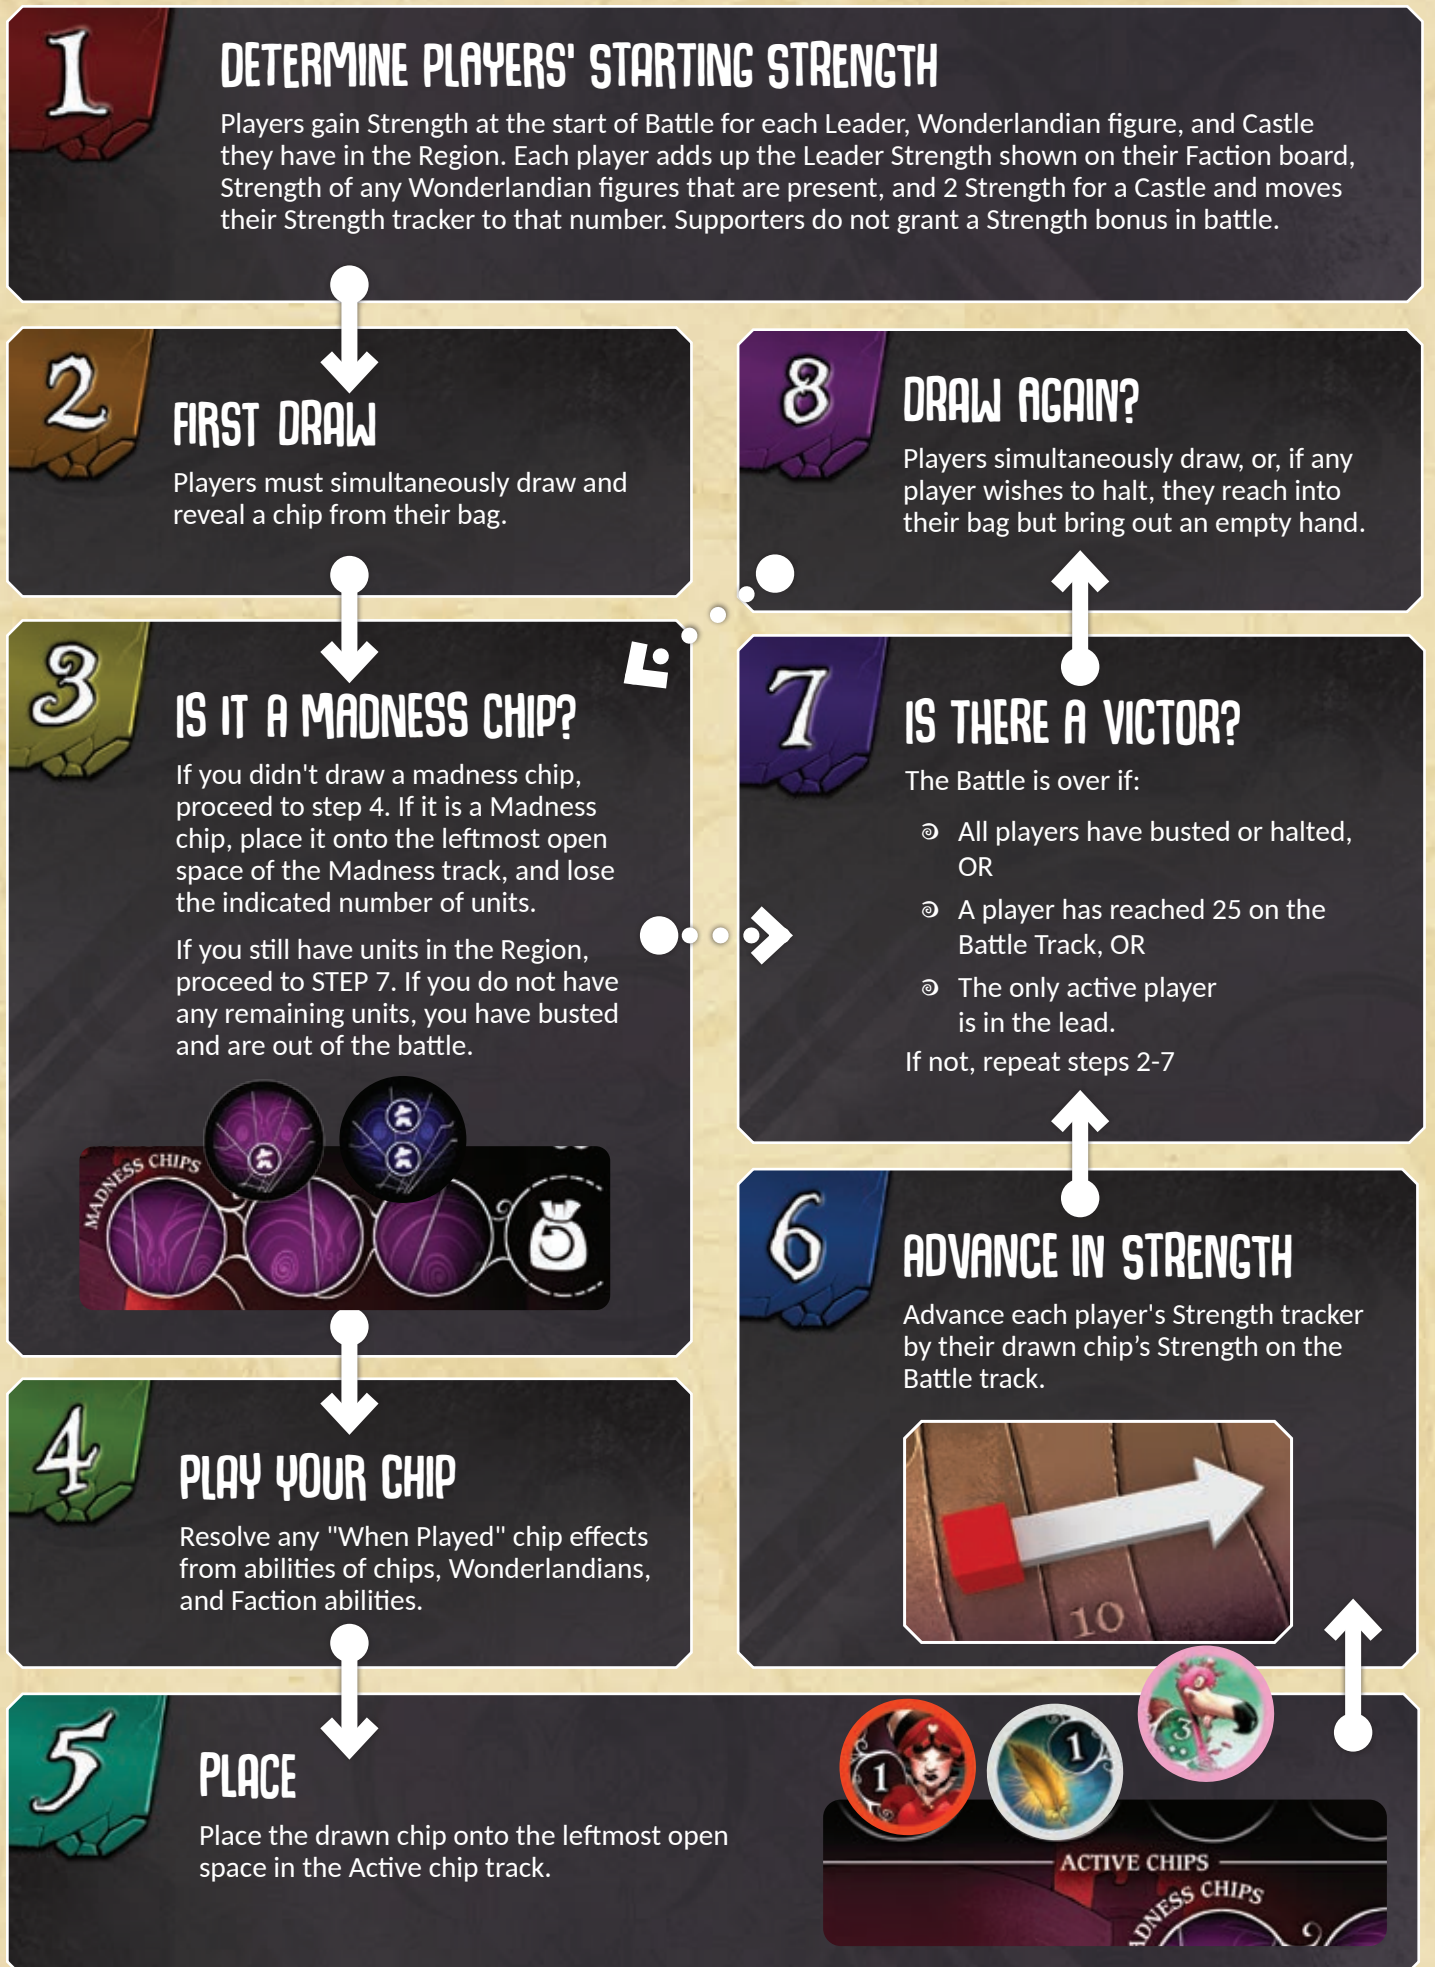 1
DETERMINE PLAYERS' STARTING STRENGTH
Players gain Strength at the start of Battle for each Leader, Wonderlandian figure, and Castle
they have in the Region. Each player adds up the Leader Strength shown on their Faction board,
Strength of any Wonderlandian figures that are present, and 2 Strength for a Castle and moves
their Strength tracker to that number. Supporters do not grant a Strength bonus in battle.
2
FIRST DRAW
Players must simultaneously draw and
reveal a chip from their bag.
3
IS IT A MADNESS CHIP?
If you didn't draw a madness chip,
proceed to step 4. If it is a Madness
chip, place it onto the leftmost open
space of the Madness track, and lose
the indicated number of units.
If you still have units in the Region,
proceed to STEP 7. If you do not have
any remaining units, you have busted
and are out of the battle.
MADNESS CHIPS
4
PLAY YOUR CHIP
Resolve any "When Played" chip effects
from abilities of chips, Wonderlandians,
and Faction abilities.
5
PLACE
Place the drawn chip onto the leftmost open
space in the Active chip track.
1
1
3
ACTIVE CHIPS
ADNESS CHIPS
6
ADVANCE IN STRENGTH
Advance each player's Strength tracker
by their drawn chip’s Strength on the
Battle track.
10
7
IS THERE A VICTOR?
The Battle is over if:
All players have busted or halted,
OR
A player has reached 25 on the
Battle Track, OR
The only active player
is in the lead.
If not, repeat steps 2-7
8
DRAW AGAIN?
Players simultaneously draw, or, if any
player wishes to halt, they reach into
their bag but bring out an empty hand.